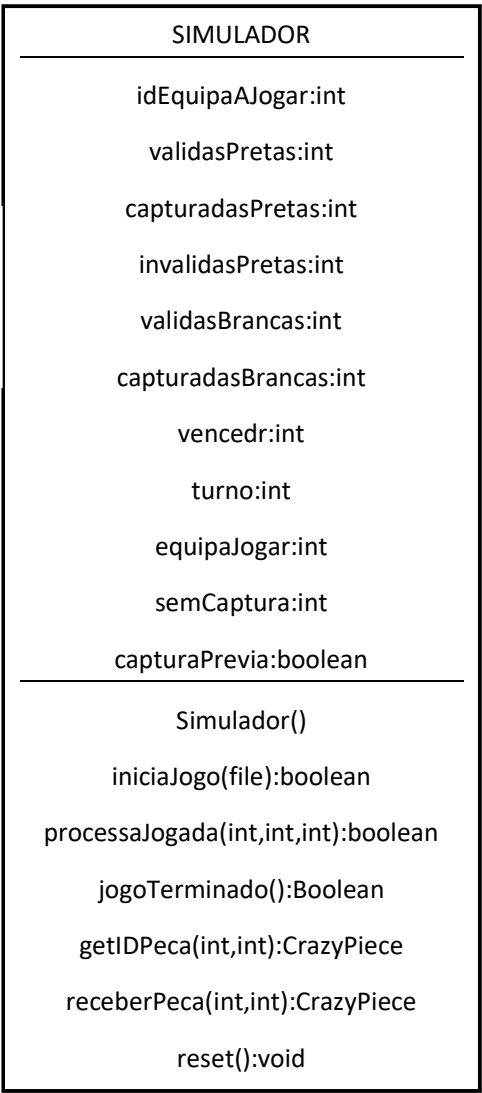 SIMULADOR
idEquipaAJogar:int
validasPretas:int
capturadasPretas:int
invalidasPretas:int
validasBrancas:int
capturadasBrancas:int
vencedr:int
turno:int
equipaJogar:int
semCaptura:int
capturaPrevia:boolean
Simulador()
iniciaJogo(file):boolean
processaJogada(int,int,int):boolean
jogoTerminado():Boolean
getIDPeca(int,int):CrazyPiece
receberPeca(int,int):CrazyPiece
reset():void